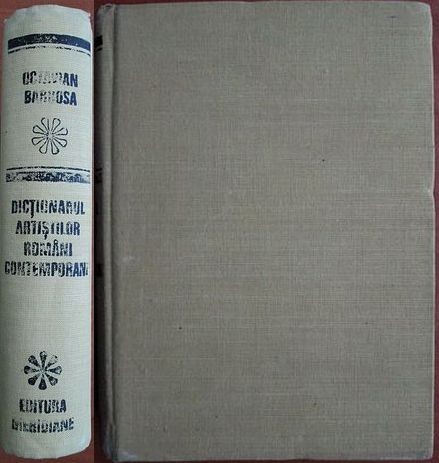 OCTAVIAN
BARBOSA
DICȚIONARUL
ARTIȘTILOR
ROMÂNI
CONTEMPORANI
EDITURA
MERIDIANE